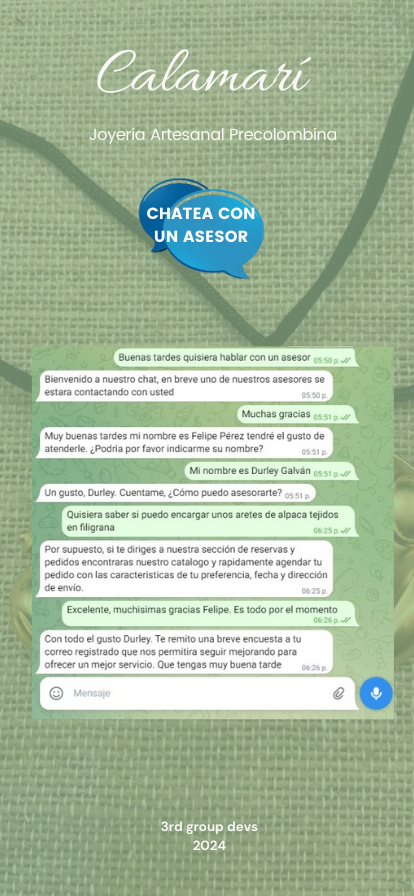 Calamarí
Joyería Artesanal Precolombina
CHATEA CON
UN ASESOR
Buenas tardes quisiera hablar con un asesor 05:50 p.
Bienvenido a nuestro chat, en breve uno de nuestros asesores se
estara contactando con usted 05:50 p.
Muchas gracias 05:51 p.
Muy buenas tardes mi nombre es Felipe Pérez tendré el gusto de
atenderle. ¿Podria por favor indicarme su nombre? 05:51 p.
Mi nombre es Durley Galván 05:51 p.
Un gusto, Durley. Cuentame, ¿Cómo puedo asesorarte? 05:51 p.
Quisiera saber si puedo encargar unos aretes de alpaca tejidos
en filigrana 06:25 p.
Por supuesto, si te diriges a nuestra sección de reservas y
pedidos encontraras nuestro catalogo y rapidamente agendar tu
pedido con las caracteristicas de tu preferencia, fecha y dirección
de envío. 06:25 p.
Excelente, muchisimas gracias Felipe. Es todo por el momento
06:26 p.
Con todo el gusto Durley. Te remito una breve encuesta a tu
correo registrado que nos permitira seguir mejorando para
ofrecer un mejor servicio. Que tengas muy buena tarde 06:26 p.
Mensaje
3rd group devs
2024